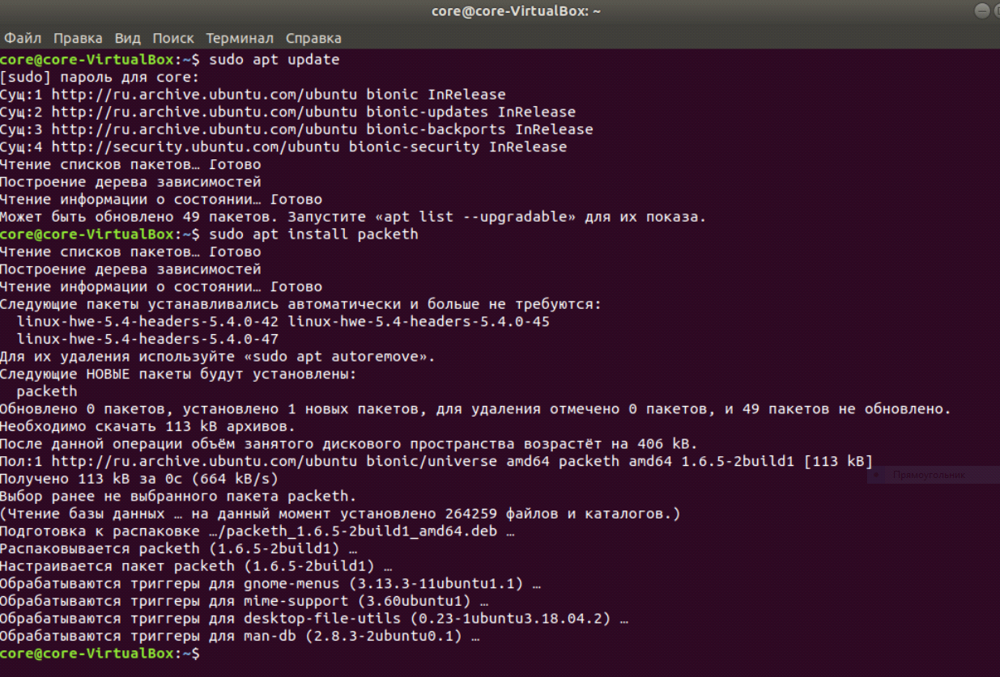 core@core-VirtualBox: ~
Файл Правка Вид Поиск Терминал Справка
core@core-VirtualBox:~$ sudo apt update
[sudo] пароль для core:
Сущ:1 http://ru.archive.ubuntu.com/ubuntu bionic InRelease
Сущ:2 http://ru.archive.ubuntu.com/ubuntu bionic-updates InRelease
Сущ:3 http://ru.archive.ubuntu.com/ubuntu bionic-backports InRelease
Сущ:4 http://security.ubuntu.com/ubuntu bionic-security InRelease
Чтение списков пакетов… Готово
Построение дерева зависимостей
Чтение информации о состоянии… Готово
Может быть обновлено 49 пакетов. Запустите «apt list --upgradable» для их показа.
core@core-VirtualBox:~$ sudo apt install packeth
Чтение списков пакетов… Готово
Построение дерева зависимостей
Чтение информации о состоянии… Готово
Следующие пакеты устанавливались автоматически и больше не требуются:
linux-hwe-5.4-headers-5.4.0-42 linux-hwe-5.4-headers-5.4.0-45
linux-hwe-5.4-headers-5.4.0-47
Для их удаления используйте «sudo apt autoremove».
Следующие НОВЫЕ пакеты будут установлены:
packeth
Обновлено 0 пакетов, установлено 1 новых пакетов, для удаления отмечено 0 пакетов, и 49 пакетов не обновлено.
Необходимо скачать 113 kB архивов.
После данной операции объём занятого дискового пространства возрастёт на 406 kB.
Пол:1 http://ru.archive.ubuntu.com/ubuntu bionic/universe amd64 packeth amd64 1.6.5-2build1 [113 kB]
Прямоугольник
Получено 113 kB за 0с (664 kB/s)
Выбор ранее не выбранного пакета packeth.
(Чтение базы данных … на данный момент установлено 264259 файлов и каталогов.)
Подготовка к распаковке …/packeth_1.6.5-2build1_amd64.deb …
Распаковывается packeth (1.6.5-2build1) …
Настраивается пакет packeth (1.6.5-2build1) …
Обрабатываются триггеры для gnome-menus (3.13.3-11ubuntu1.1) …
Обрабатываются триггеры для mime-support (3.60ubuntu1) …
Обрабатываются триггеры для desktop-file-utils (0.23-1ubuntu3.18.04.2) …
Обрабатываются триггеры для man-db (2.8.3-2ubuntu0.1) …
core@core-VirtualBox:~$